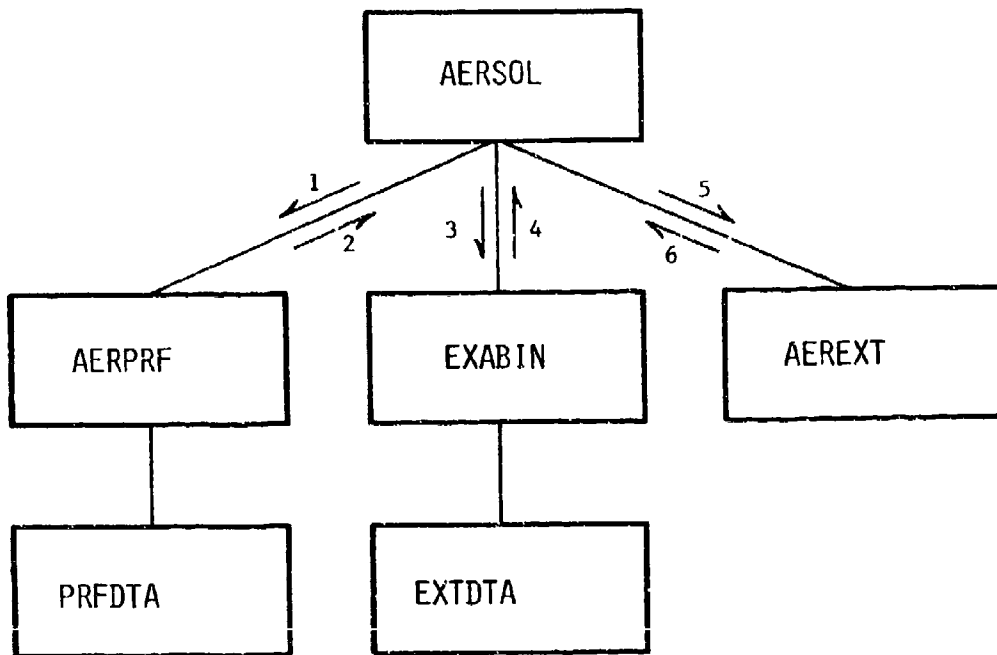 AERSOL
1
2
3
4
5
6
AERPRF
EXABIN
AEREXT
PRFDTA
EXTDTA